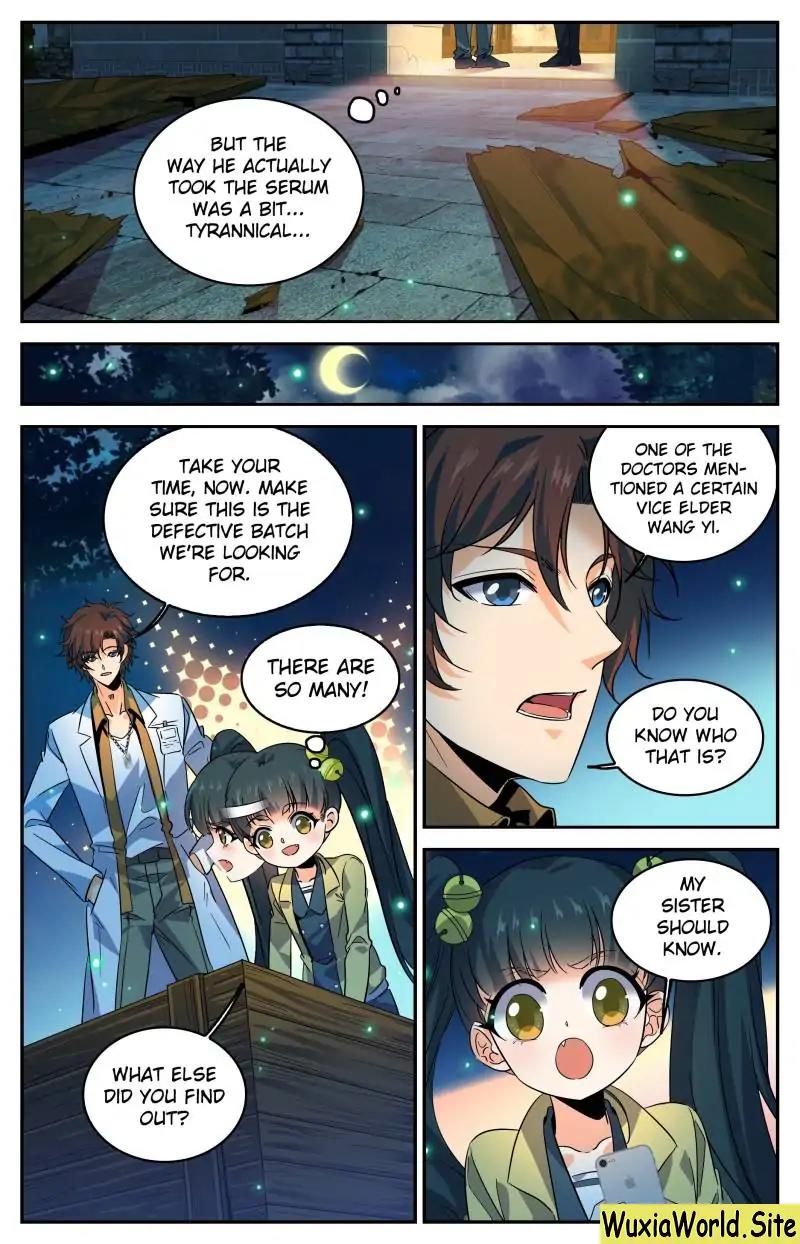 BUT THE
WAY HE ACTUALLY
TOOK THE SERUM
WAS A BIT...
TYRANNICAL...
TAKE YOUR
TIME, NOW. MAKE
SURE THIS IS THE
DEFECTIVE BATCH
WE'RE LOOKING
FOR.
THERE ARE
SO MANY!
WHAT ELSE
DID YOU FIND
OUT?
ONE OF THE
DOCTORS MEN-
TIONED A CERTAIN
VICE ELDER
WANG YI.
DO YOU
KNOW WHO
THAT IS?
MY
SISTER
SHOULD
KNOW.
WuxiaWorld.Site